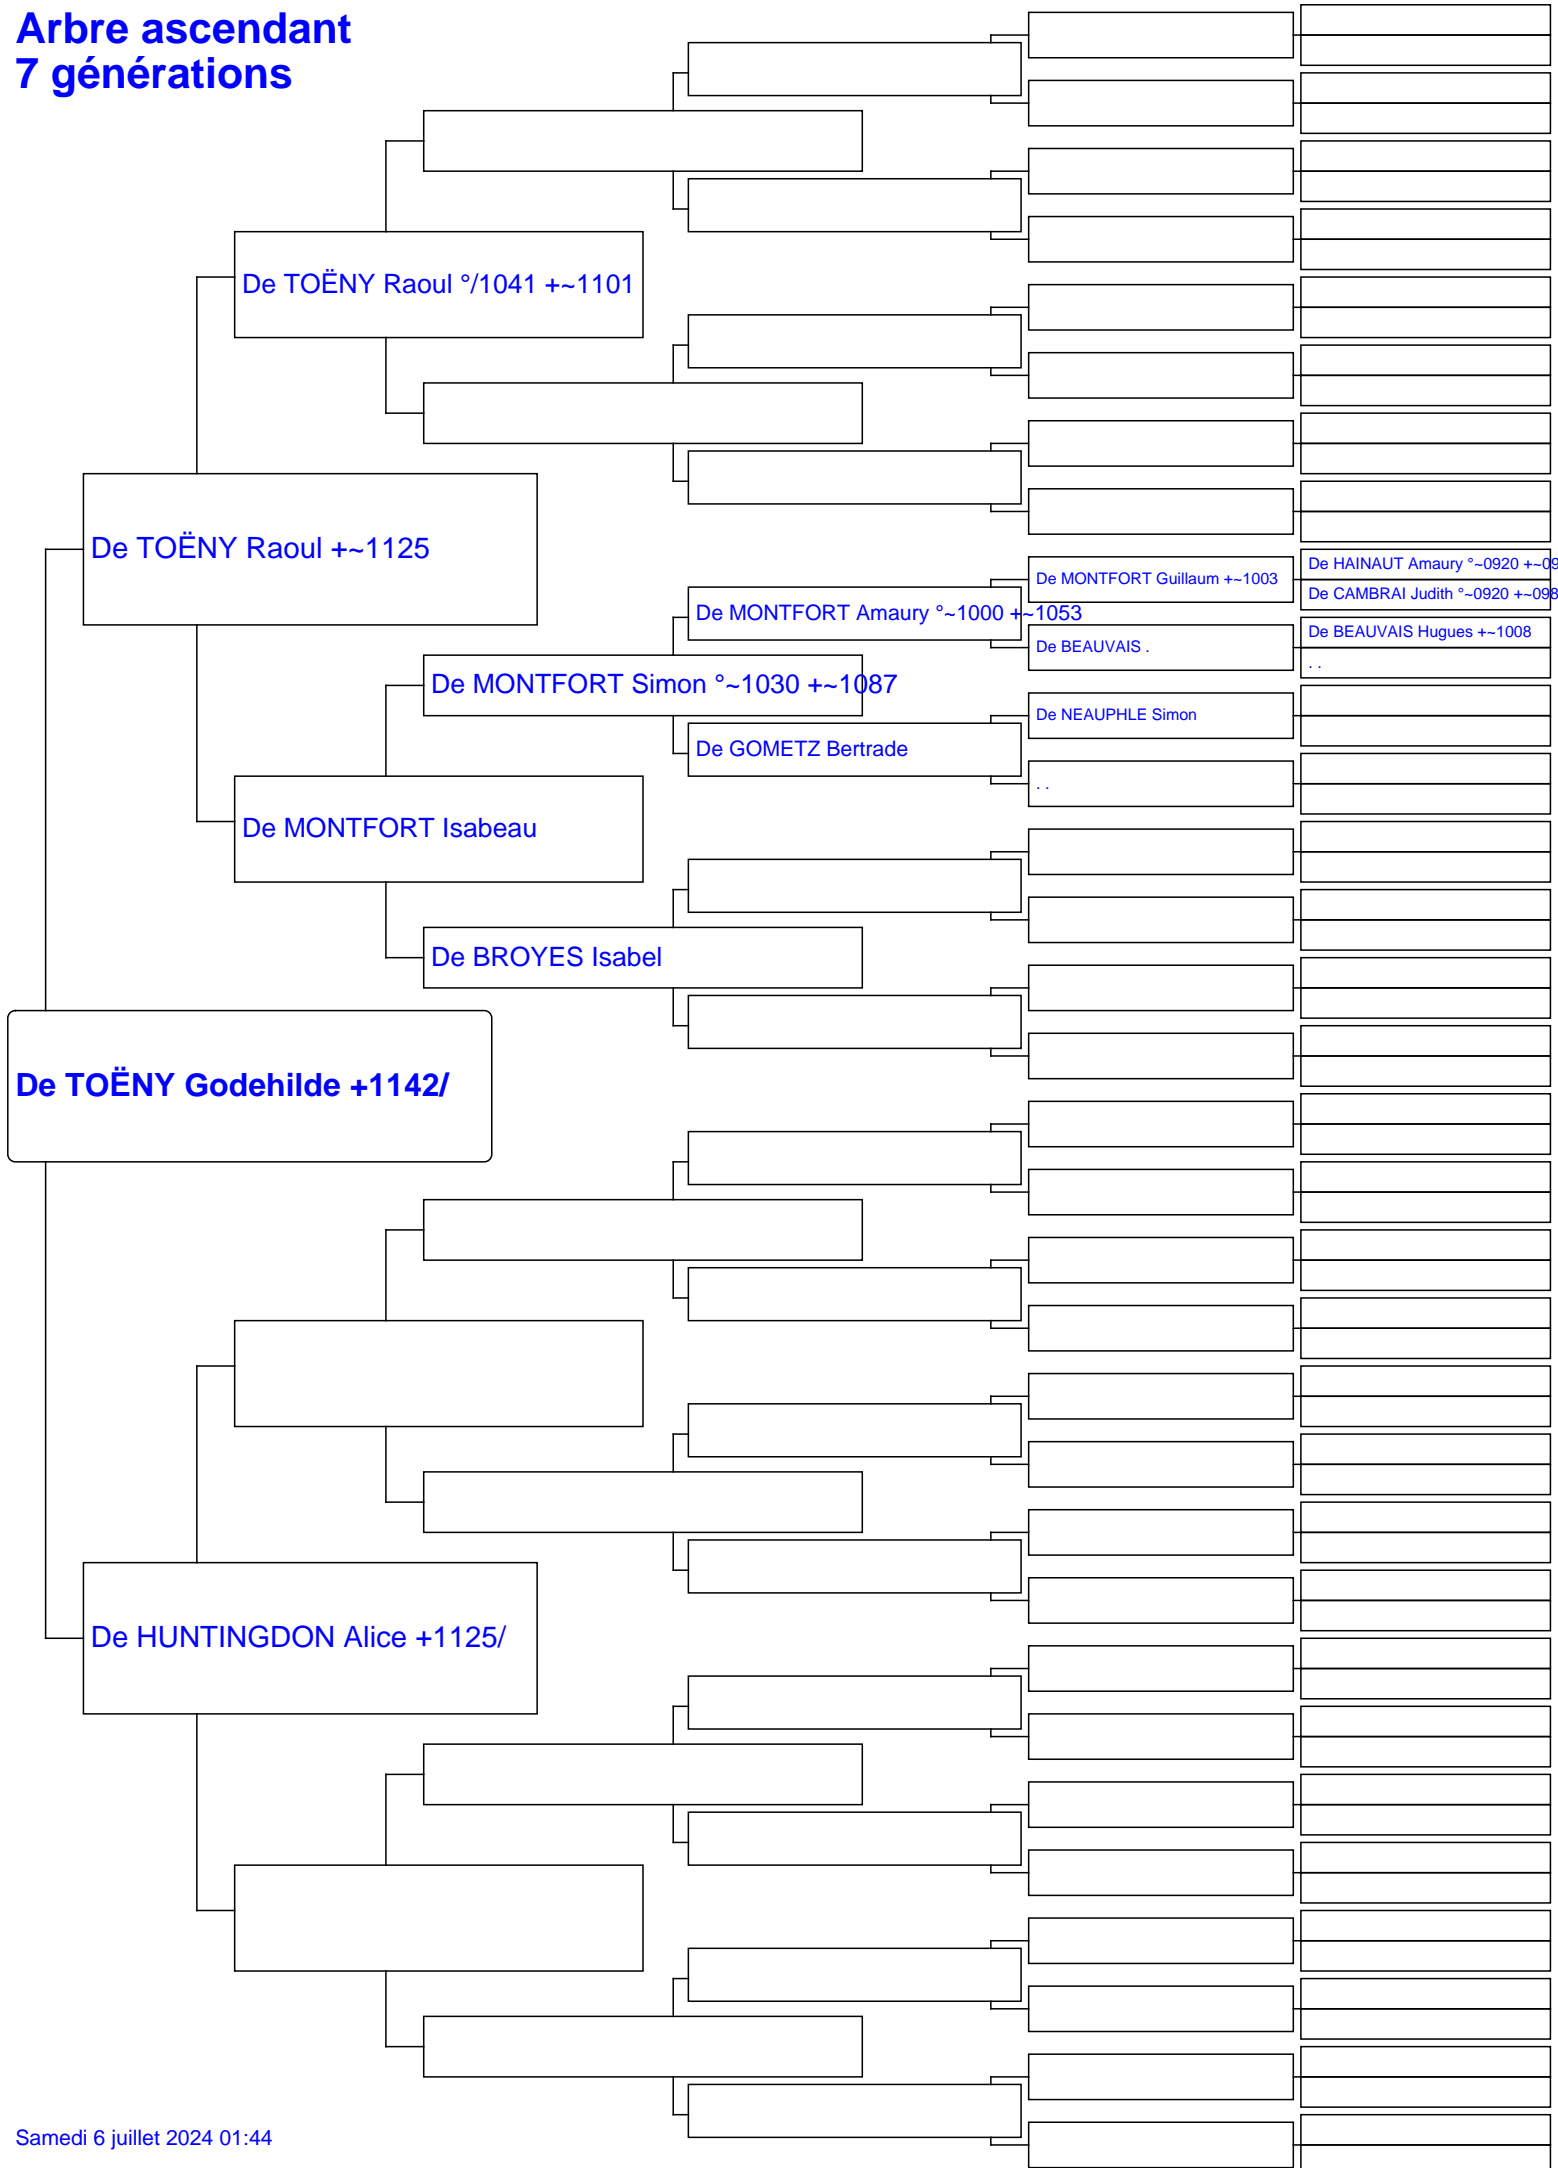 Arbre ascendant
7 générations
De TOËNY Raoul °/1041 +~1101
De TOËNY Raoul +~1125
De HAINAUT Amaury °~0920 +~09
De MONTFORT Guillaum +~1003
De CAMBRAI Judith °~0920 +~098
De MONTFORT Amaury °~1000 +~1053
De BEAUVAIS Hugues +~1008
De BEAUVAIS .
. .
De MONTFORT Simon °~1030 +~1087
De NEAUPHLE Simon
De GOMETZ Bertrade
. .
De MONTFORT Isabeau
De BROYES Isabel
De TOËNY Godehilde +1142/
De HUNTINGDON Alice +1125/
Samedi 6 juillet 2024 01:44